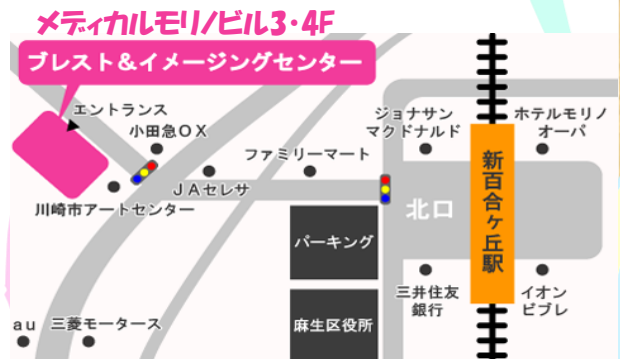 メディカルモリノビル3・4F
ブレスト＆イメージングセンター
エントランス
小田急ＯＸ
ファミリーマート
ＪＡセレサ
川崎市アートセンター
ジョナサン
マクドナルド
ホテルモリノ
オーパ
新百合ヶ丘駅
北口
パーキング
三井住友
銀行
イオン
ビブレ
麻生区役所
au
三菱モータース